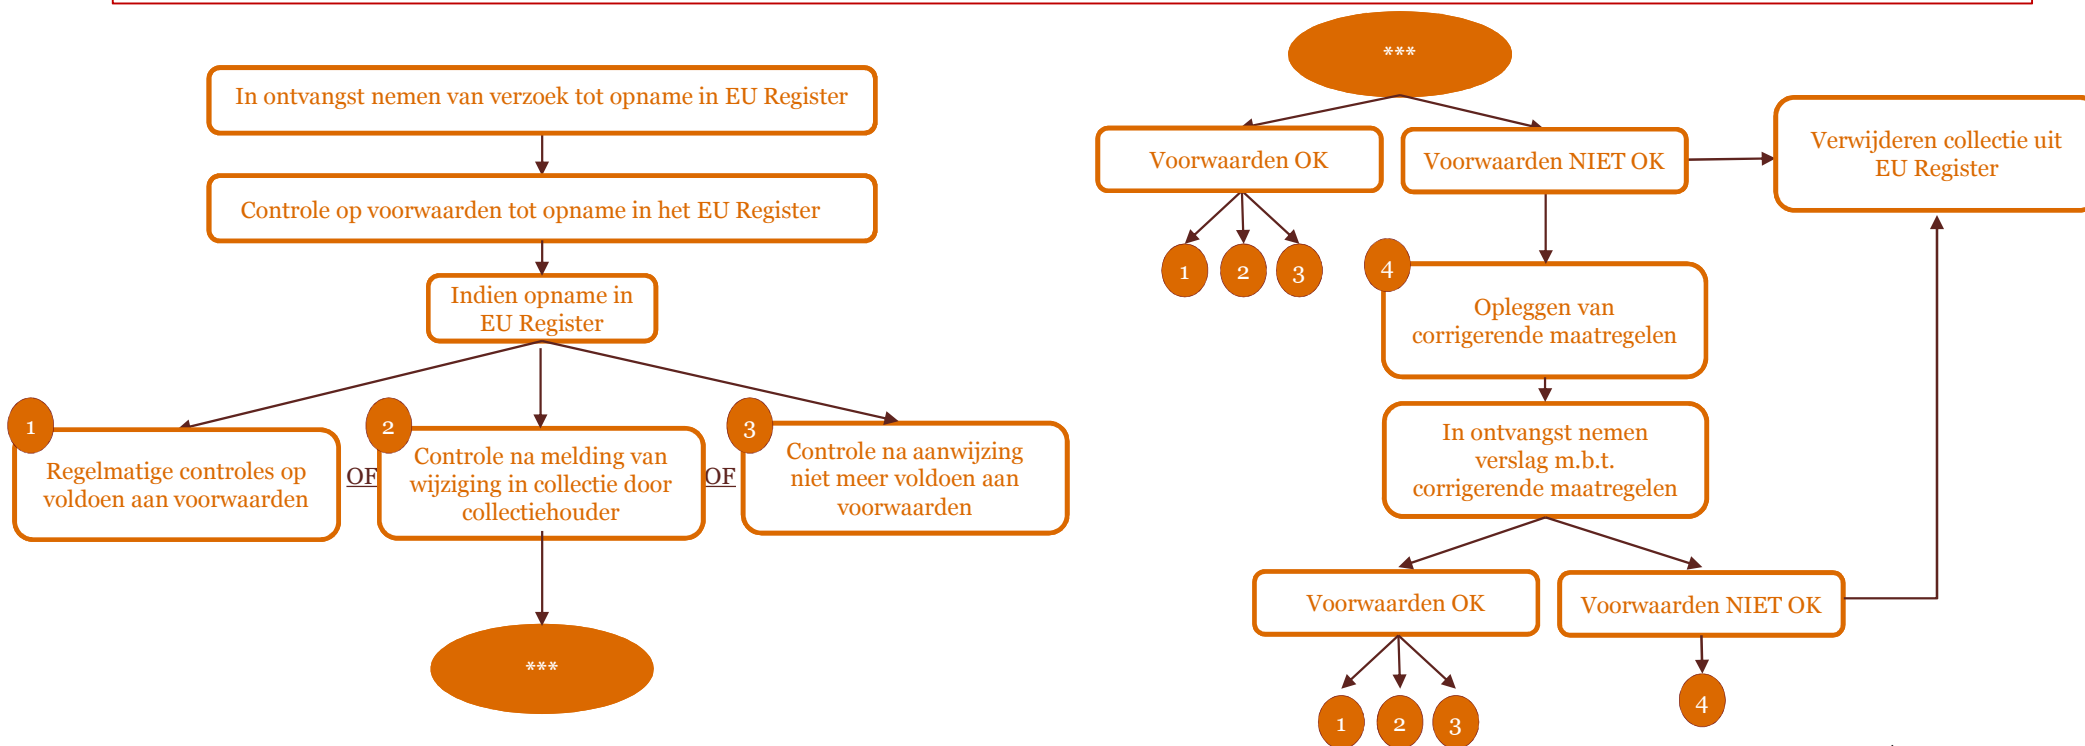 In ontvangst nemen van verzoek tot opname in EU Register
Controle op voorwaarden tot opname in het EU Register
Indien opname in
EU Register
1
Regelmatige controles op
voldoen aan voorwaarden
OF
2
Controle na melding van
wijziging in collectie door
collectiehouder
OF
3
Controle na aanwijzing
niet meer voldoen aan
voorwaarden
***
***
Voorwaarden OK
Voorwaarden NIET OK
Verwijderen collectie uit
EU Register
1
2
3
4
Opleggen van
corrigerende maatregelen
In ontvangst nemen
verslag m.b.t.
corrigerende maatregelen
Voorwaarden OK
Voorwaarden NIET OK
1
2
3
4